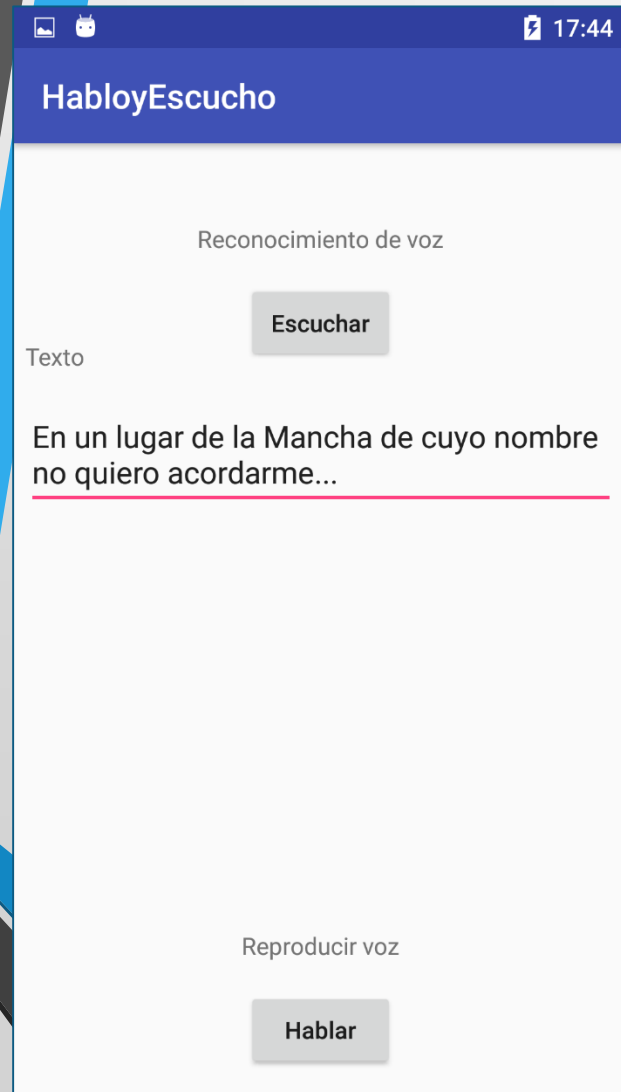 17:44
HabloyEscucho
Reconocimiento de voz
Escuchar
Texto
En un lugar de la Mancha de cuyo nombre
no quiero acordarme...
Reproducir voz
Hablar